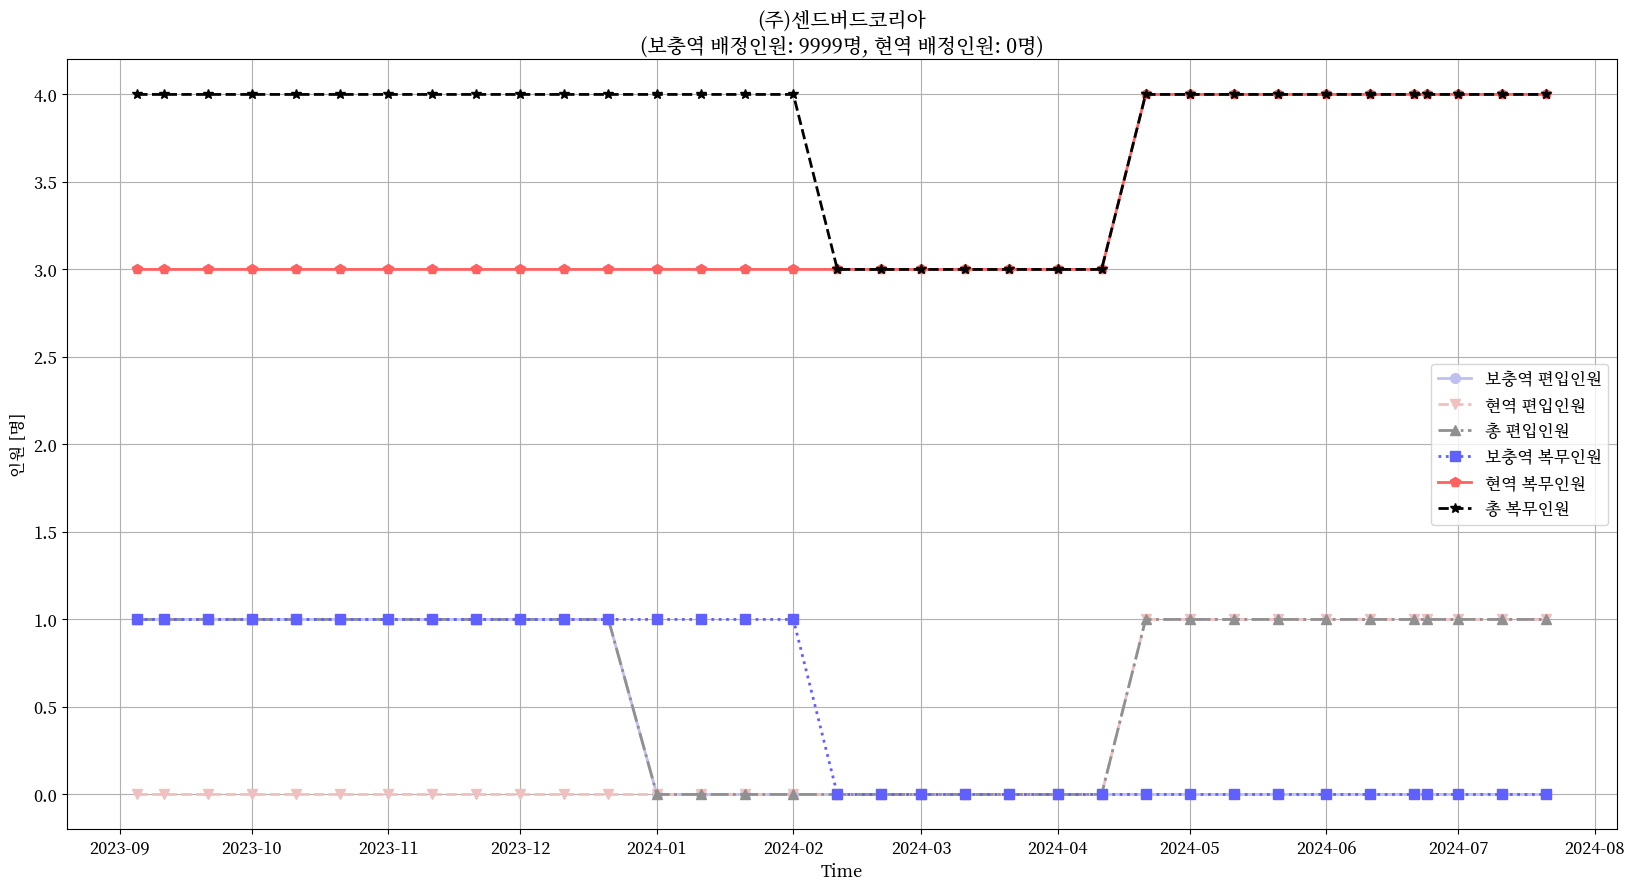 (주)센드버드코리아
(보충역 배정인원: 9999명, 현역 배정인원: 0명)
4.0
3.5
3.0
2.5
2.0
1.5
1.0
0.5
0.0
인원 [명]
보충역 편입인원
현역 편입인원
총 편입인원
보충역 복무인원
현역 복무인원
총 복무인원
2023-09 2023-10 2023-11 2023-12 2024-01 2024-02 2024-03 2024-04 2024-05 2024-06 2024-07 2024-08
Time